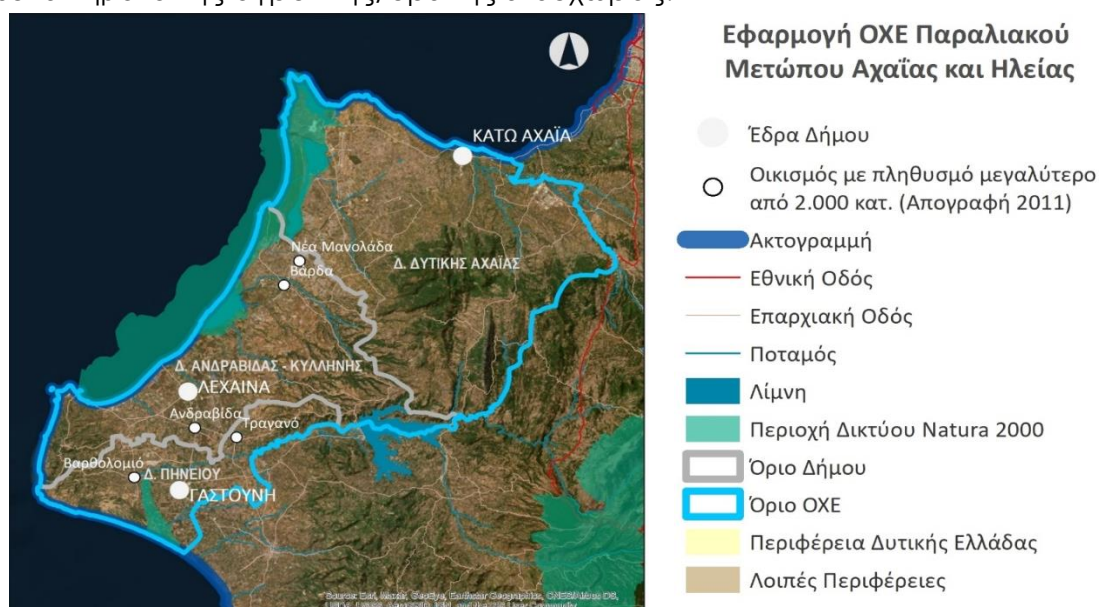 Εφαρμογή ΟΧΕ Παραλιακού
Μετώπου Αχαΐας και Ηλείας
ΚΑΤΩ ΑΧΑΪΑ
Νέα Μανολάδα
Βάρδα
Δ. ΔΥΤΙΚΗΣ ΑΧΑΪΑΣ
Δ. ΑΝΔΡΑΒΙΔΑΣ - ΚΥΛΛΗΝΗΣ
ΛΕΧΑΙΝΑ
Ανδραβίδα
Τραγανό
Βαρθολομιό
Δ. ΠΗΝΕΙΟΥ
ΓΑΣΤΟΥΝΗ
Έδρα Δήμου
Οικισμός με πληθυσμό μεγαλύτερο
από 2.000 κατ. (Απογραφή 2011)
Ακτογραμμή
Εθνική Οδός
Επαρχιακή Οδός
Ποταμός
Λίμνη
Περιοχή Δικτύου Natura 2000
Όριο Δήμου
Όριο ΟΧΕ
Περιφέρεια Δυτικής Ελλάδας
Λοιπές Περιφέρειες